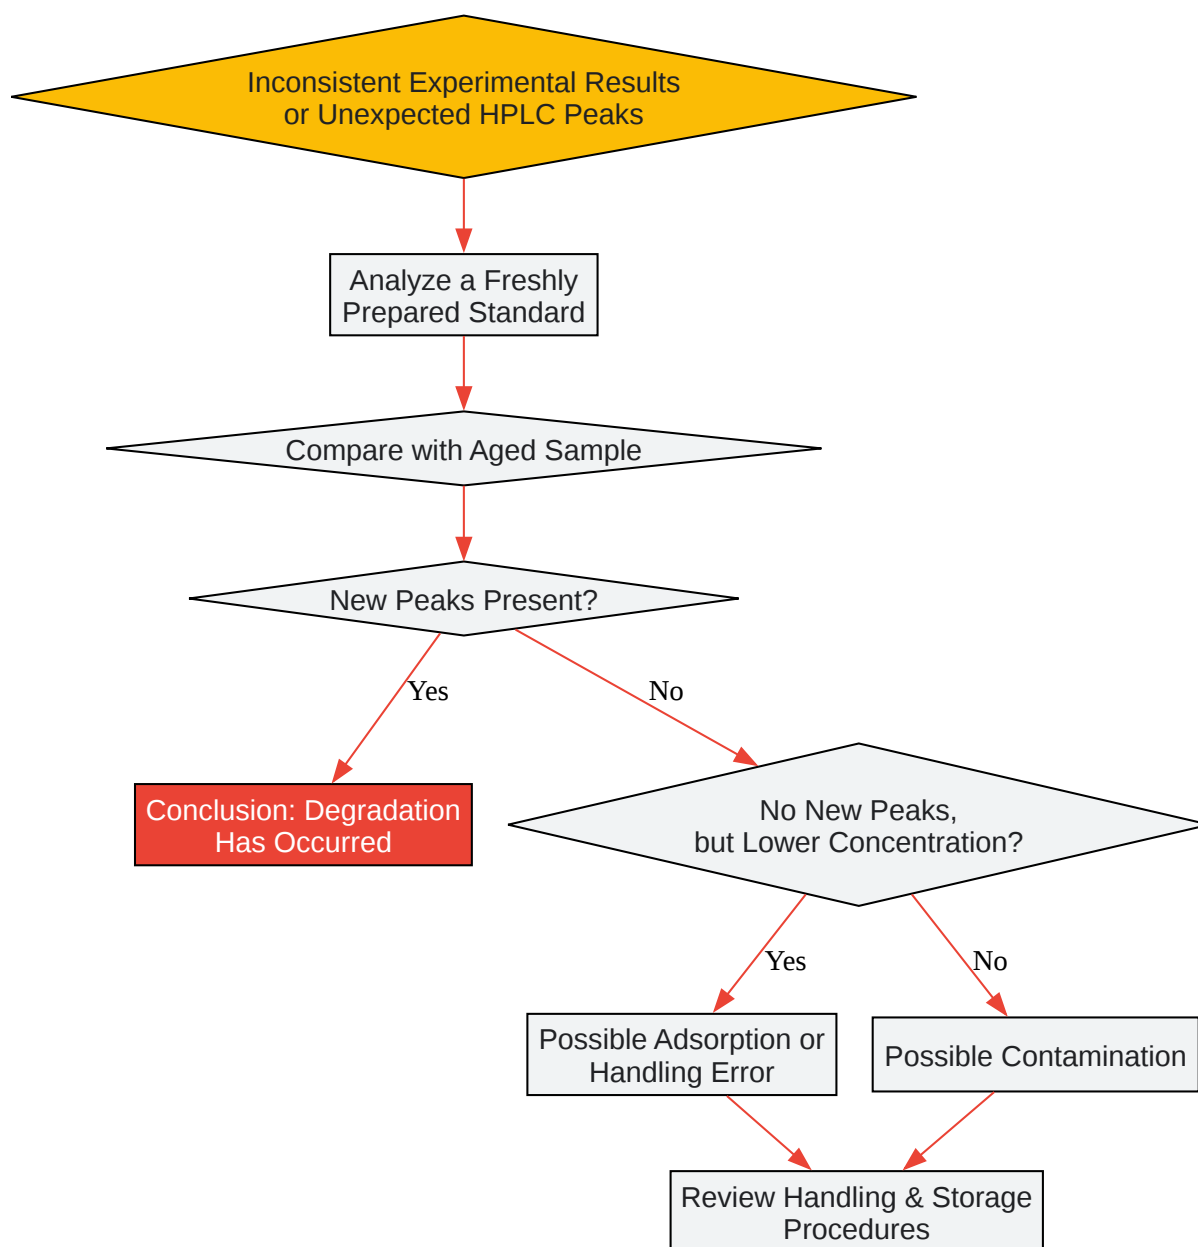 Inconsistent Experimental Results
or Unexpected HPLC Peaks
Analyze a Freshly
Prepared Standard
Compare with Aged Sample
New Peaks Present?
Yes
No
Conclusion: Degradation
Has Occurred
No New Peaks,
but Lower Concentration?
Yes
No
Possible Adsorption or
Handling Error
Possible Contamination
Review Handling & Storage
Procedures